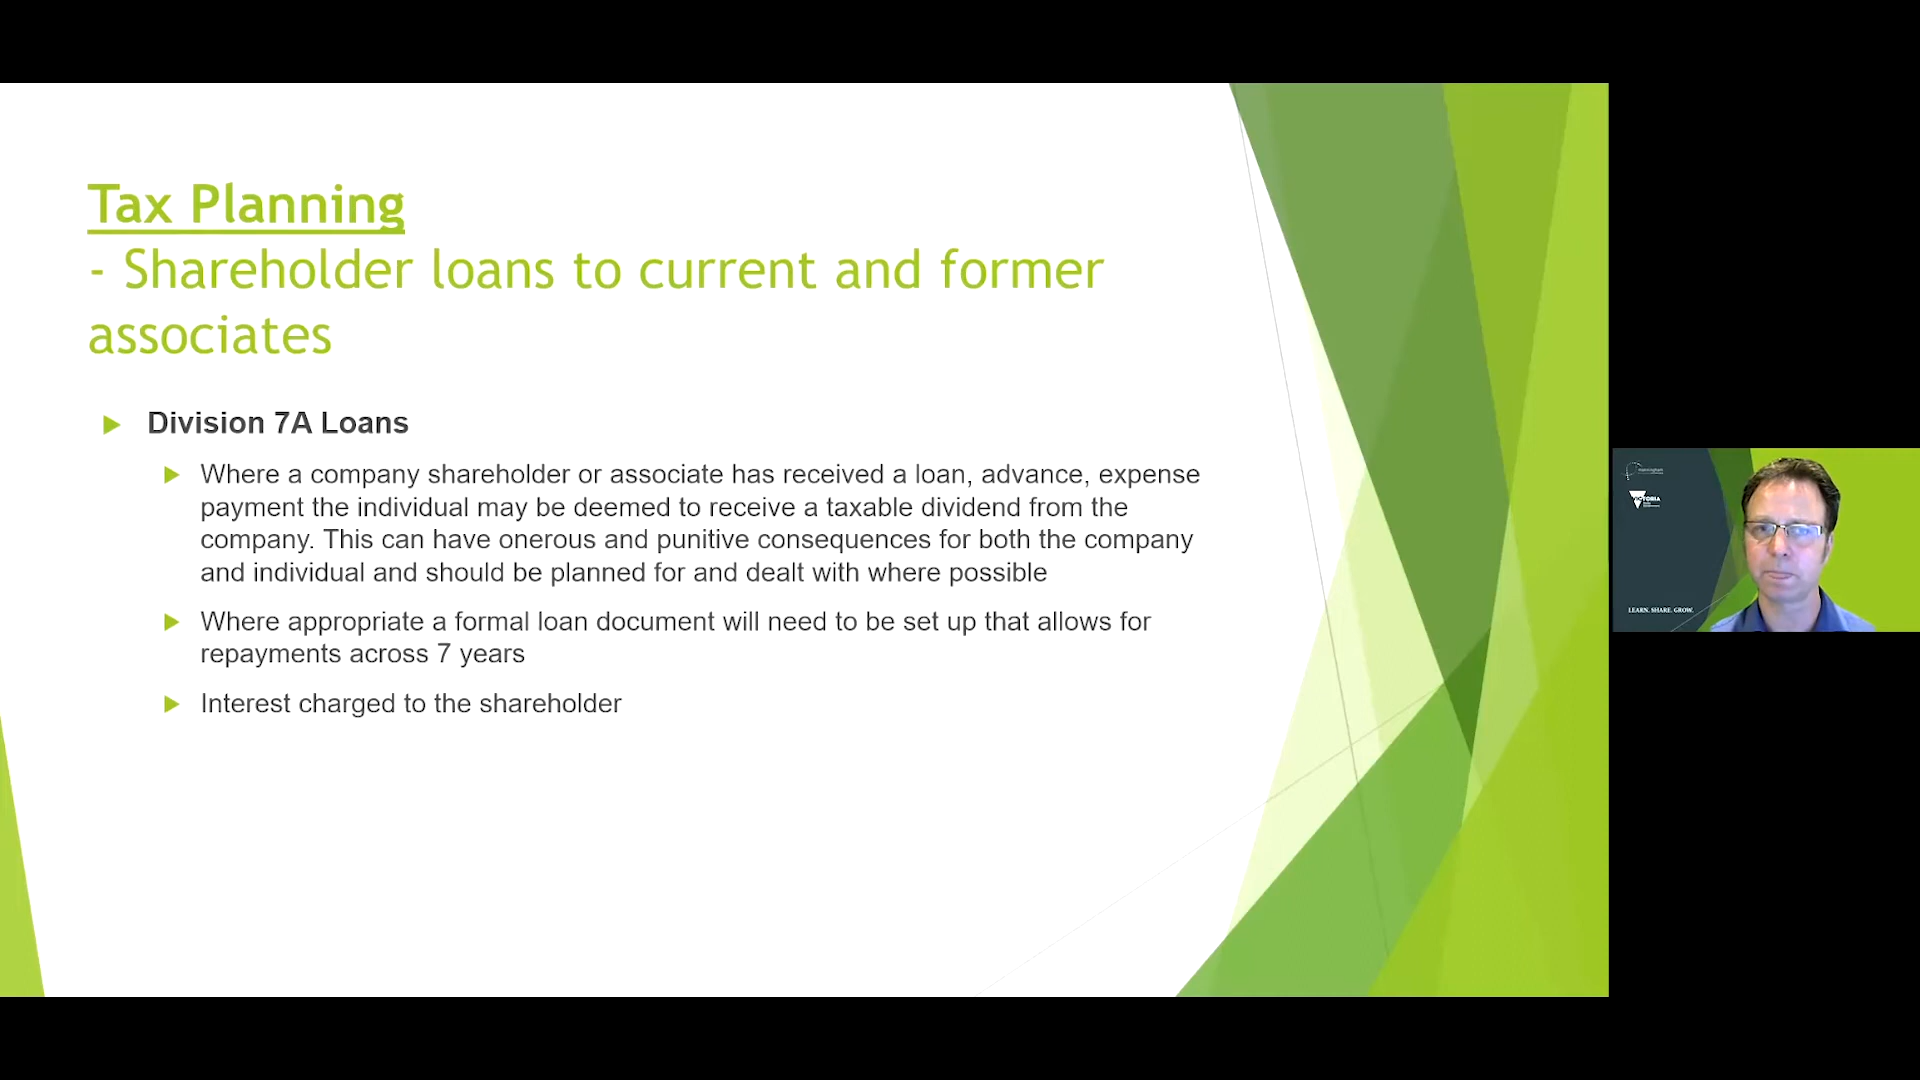 Tax Planning
- Shareholder loans to current and former
associates
Division 7A Loans
Where a company shareholder or associate has received a loan, advance, expense
payment the individual may be deemed to receive a taxable dividend from the
company. This can have onerous and punitive consequences for both the company
and individual and should be planned for and dealt with where possible
Where appropriate a formal loan document will need to be set up that allows for
repayments across 7 years
Interest charged to the shareholder
VICTORIA
LEARN. SHARE. GROW.